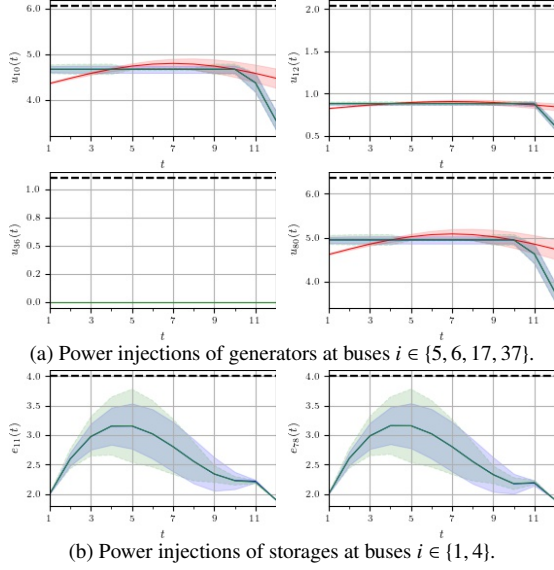 5.0
4.0
u10(t)
1 3 5 7 9 11
t
2.0
1.5
1.0
0.5
u12(t)
1 3 5 7 9 11
t
1.0
0.8
0.5
0.2
0.0
u36(t)
1 3 5 7 9 11
t
6.0
5.0
4.0
u80(t)
1 3 5 7 9 11
t
(a) Power injections of generators at buses i ∈ {5, 6, 17, 37}.
4.0
3.5
3.0
2.5
2.0
e11(t)
1 3 5 7 9 11
t
4.0
3.5
3.0
2.5
2.0
e78(t)
1 3 5 7 9 11
t
(b) Power injections of storages at buses i ∈ {1, 4}.